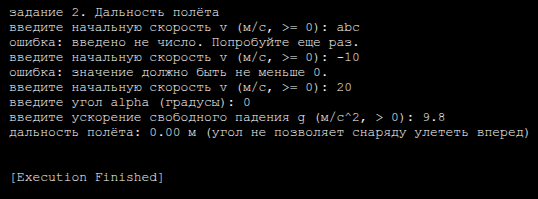 задание 2. Дальность полёта
введите начальную скорость v (м/с, >= 0): abc
ошибка: введено не число. Попробуйте еще раз.
введите начальную скорость v (м/с, >= 0): -10
ошибка: значение должно быть не меньше 0.
введите начальную скорость v (м/с, >= 0): 20
введите угол alpha (градусы): 0
введите ускорение свободного падения g (м/с^2, > 0): 9.8
дальность полёта: 0.00 м (угол не позволяет снаряду улететь вперед)
[Execution Finished]